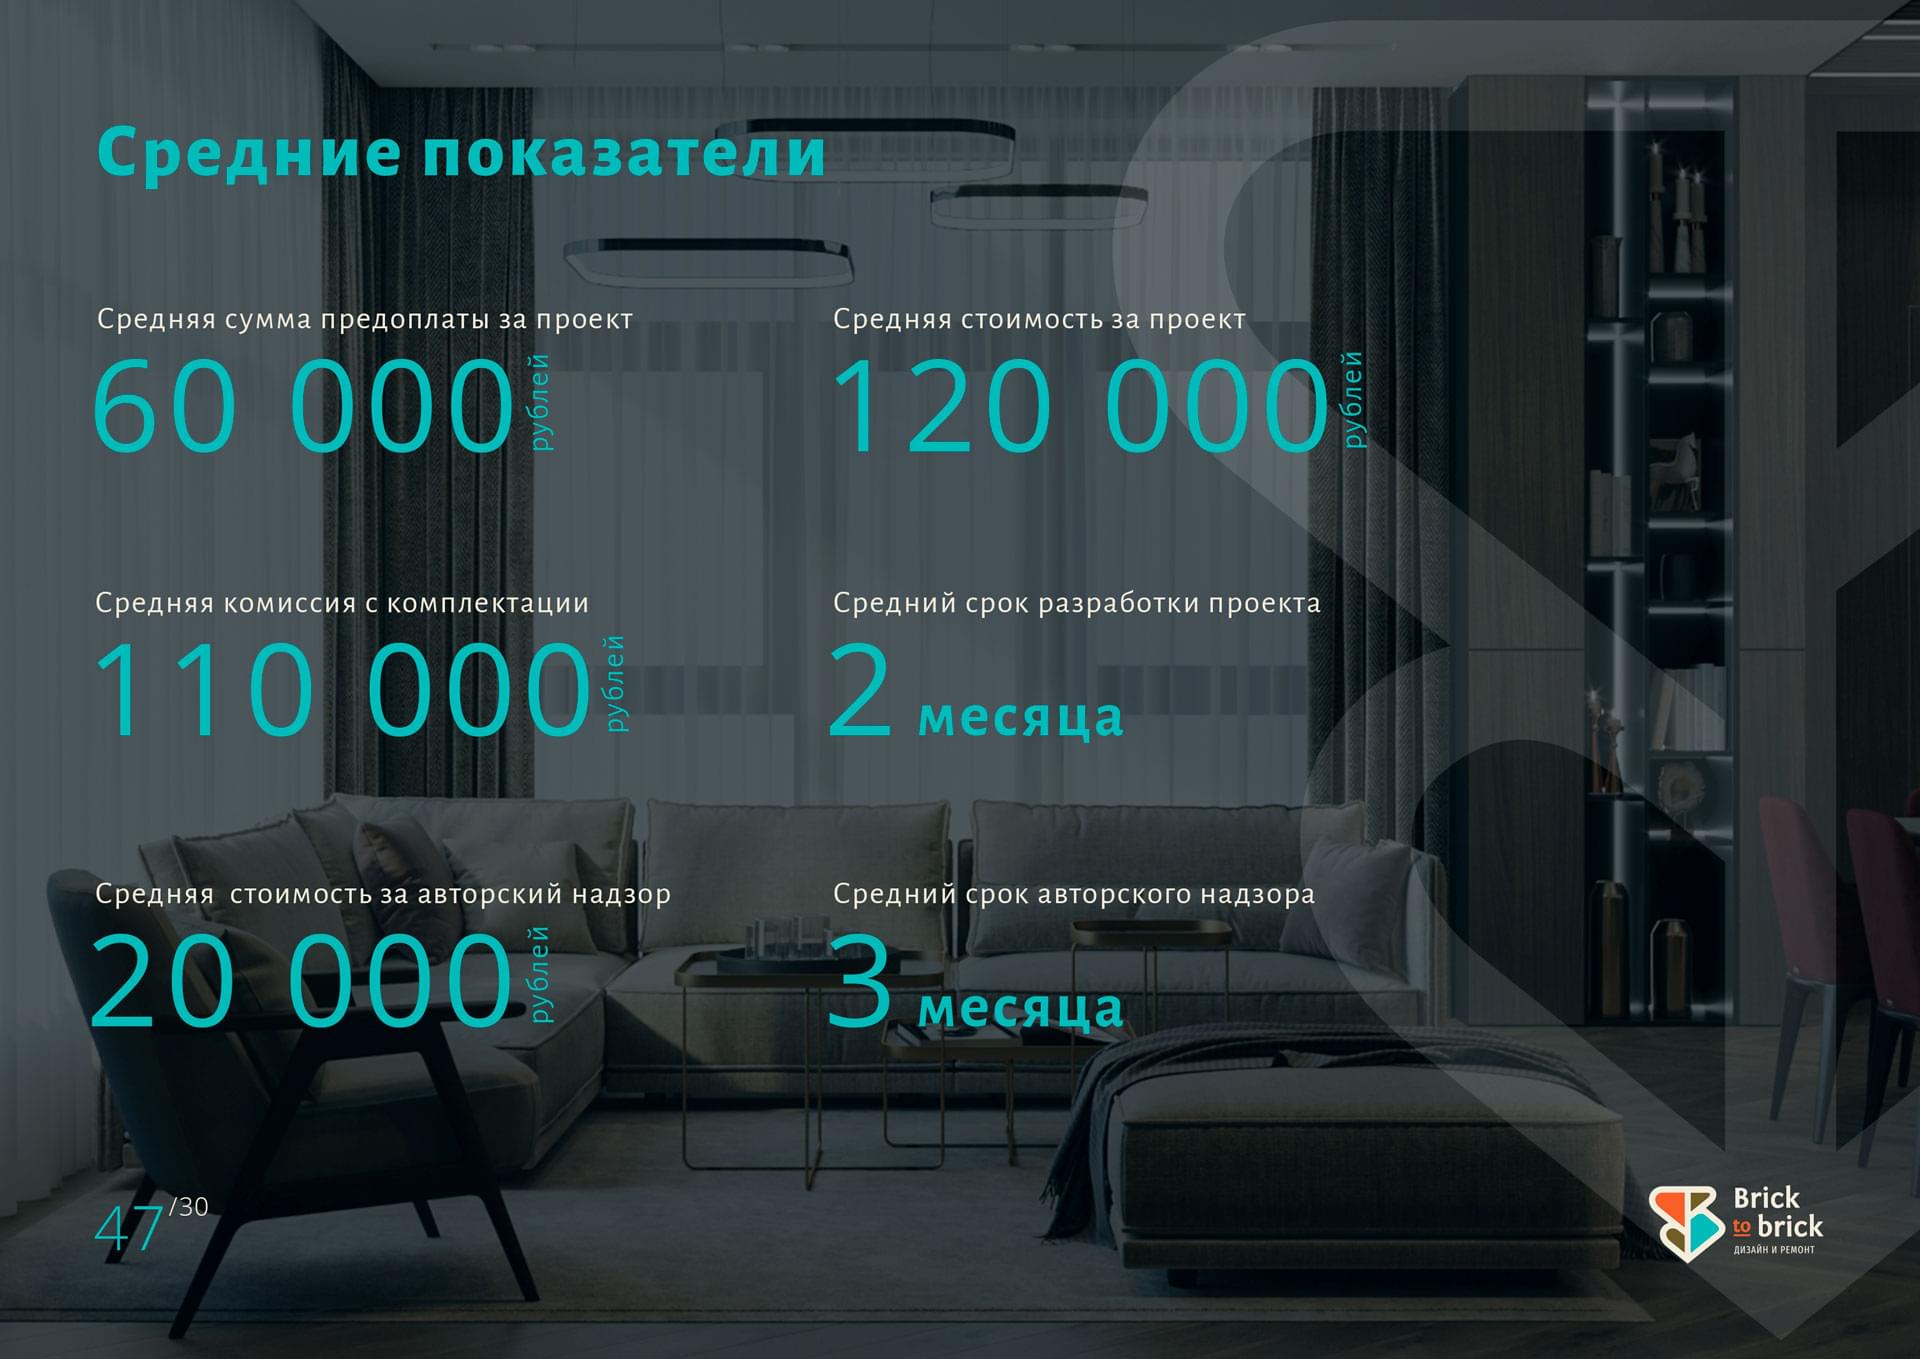 Средние показатели
Средняя сумма предоплаты за проект
60 000 рублей
Средняя стоимость за проект
120 000 рублей
Средняя комиссия с комплектации
110 000 рублей
Средний срок разработки проекта
2 месяца
Средняя стоимость за авторский надзор
20 000 рублей
Средний срок авторского надзора
3 месяца
47/30
Brick
to brick
ДИЗАЙН И РЕМОНТ